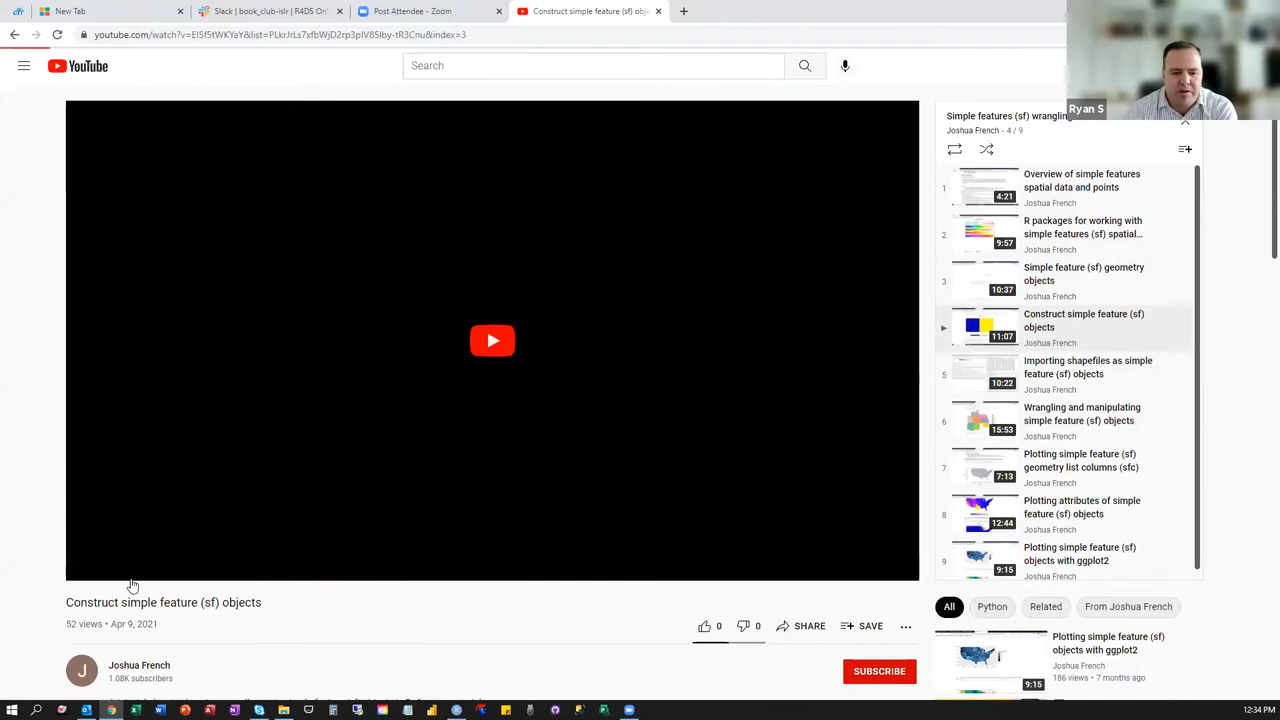 New Tab
Slack | book_club-islr | R4DS Onl
Post Attendee - Zoom
Construct simple feature (sf) obje
youtube.com/watch?v=EISf5tWKYaY&list=PLkrJrLs7xfbWjD2rp3pIV85lby-tR3Cnu&index=3
YouTube
Search
Ryan S
Simple features (sf) wrangling
Joshua French - 4 / 9
1
4:21
Overview of simple features
spatial data and points
Joshua French
2
9:57
R packages for working with
simple features (sf) spatial...
Joshua French
3
10:37
Simple feature (sf) geometry
objects
Joshua French
11:07
Construct simple feature (sf)
objects
Joshua French
5
10:22
Importing shapefiles as simple
feature (sf) objects
Joshua French
6
15:53
Wrangling and manipulating
simple feature (sf) objects
Joshua French
7
7:13
Plotting simple feature (sf)
geometry list columns (sfc)
Joshua French
8
12:44
Plotting attributes of simple
feature (sf) objects
Joshua French
9
9:15
Plotting simple feature (sf)
objects with ggplot2
Joshua French
Construct simple feature (sf) objects
52 views • Apr 9, 2021
0
0
SHARE
SAVE
J
Joshua French
1.08K subscribers
SUBSCRIBE
All
Python
Related
From Joshua French
9:15
Plotting simple feature (sf)
objects with ggplot2
Joshua French
186 views • 7 months ago
12:34 PM